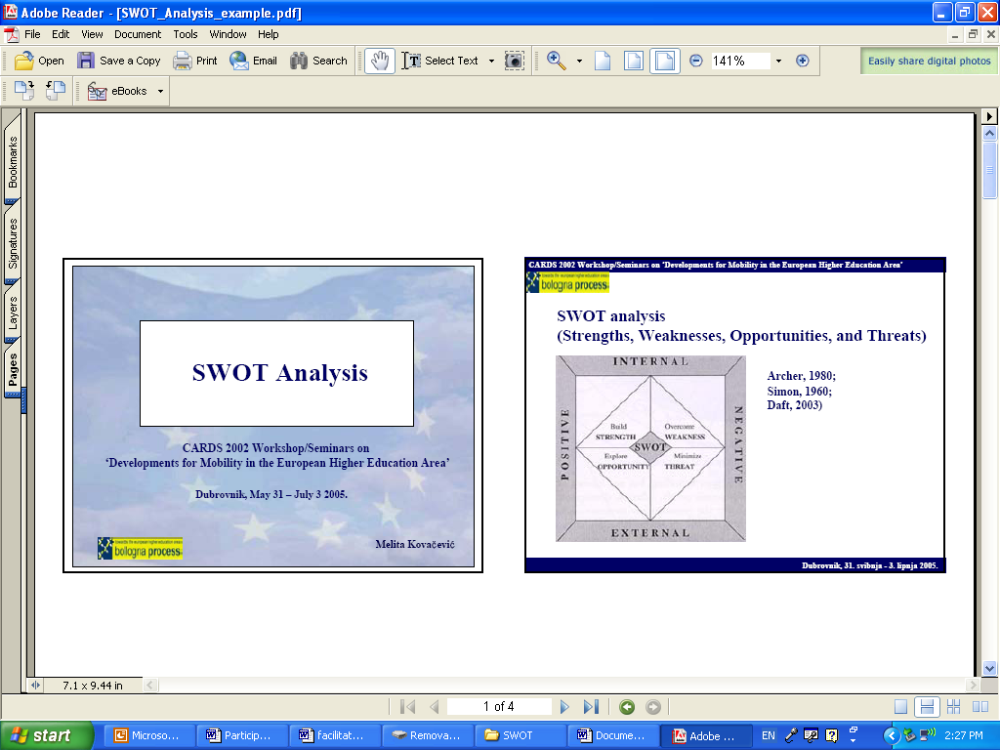 Adobe Reader - [SWOT_Analysis_example.pdf]
File Edit View Document Tools Window Help
Open Save a Copy Print Email Search Select Text 141% Easily share digital photos
eBooks
Bookmarks
Signatures
Layers
Pages
SWOT Analysis
CARDS 2002 Workshop/Seminars on
‘Developments for Mobility in the European Higher Education Area’
Dubrovnik, May 31 – July 3 2005.
bologna process
Melita Kovačević
CARDS 2002 Workshop/Seminars on ‘Developments for Mobility in the European Higher Education Area’
bologna process
SWOT analysis
(Strengths, Weaknesses, Opportunities, and Threats)
INTERNAL
POSITIVE
NEGATIVE
Build
STRENGTH
Overcome
WEAKNESS
SWOT
Explore
OPPORTUNITY
Minimize
THREAT
EXTERNAL
Archer, 1980;
Simon, 1960;
Daft, 2003)
Dubrovnik, 31. svibnja - 3. lipnja 2005.
7.1 x 9.44 in
1 of 4
start Microso... Particip... facilitat... Remova... SWOT Docume... Adobe ... EN 2:27 PM